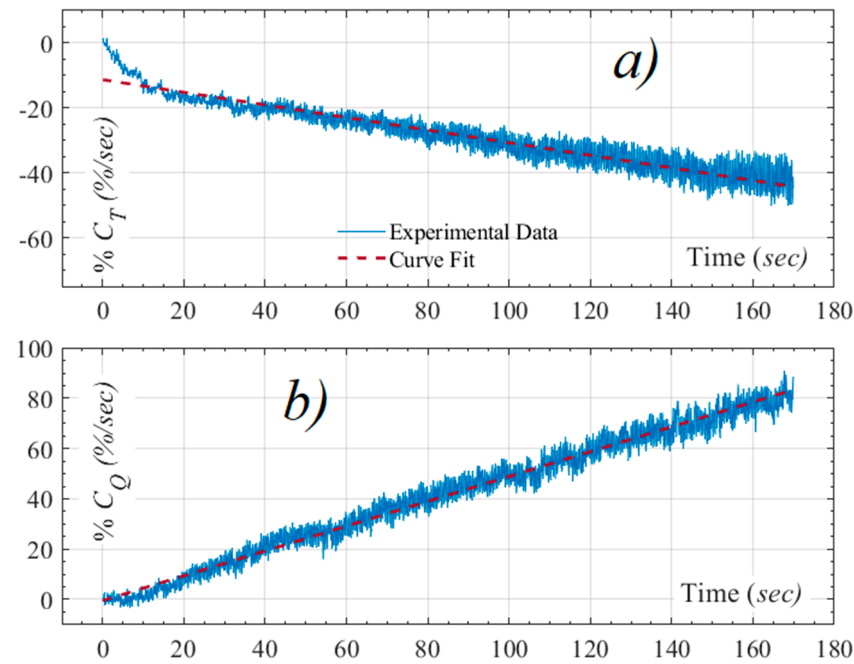 a)
0
-20
-40
-60
% C_T (%/sec)
Experimental Data
Curve Fit
Time (sec)
0 20 40 60 80 100 120 140 160 180
b)
100
80
60
40
20
0
% C_Q (%/sec)
Time (sec)
0 20 40 60 80 100 120 140 160 180